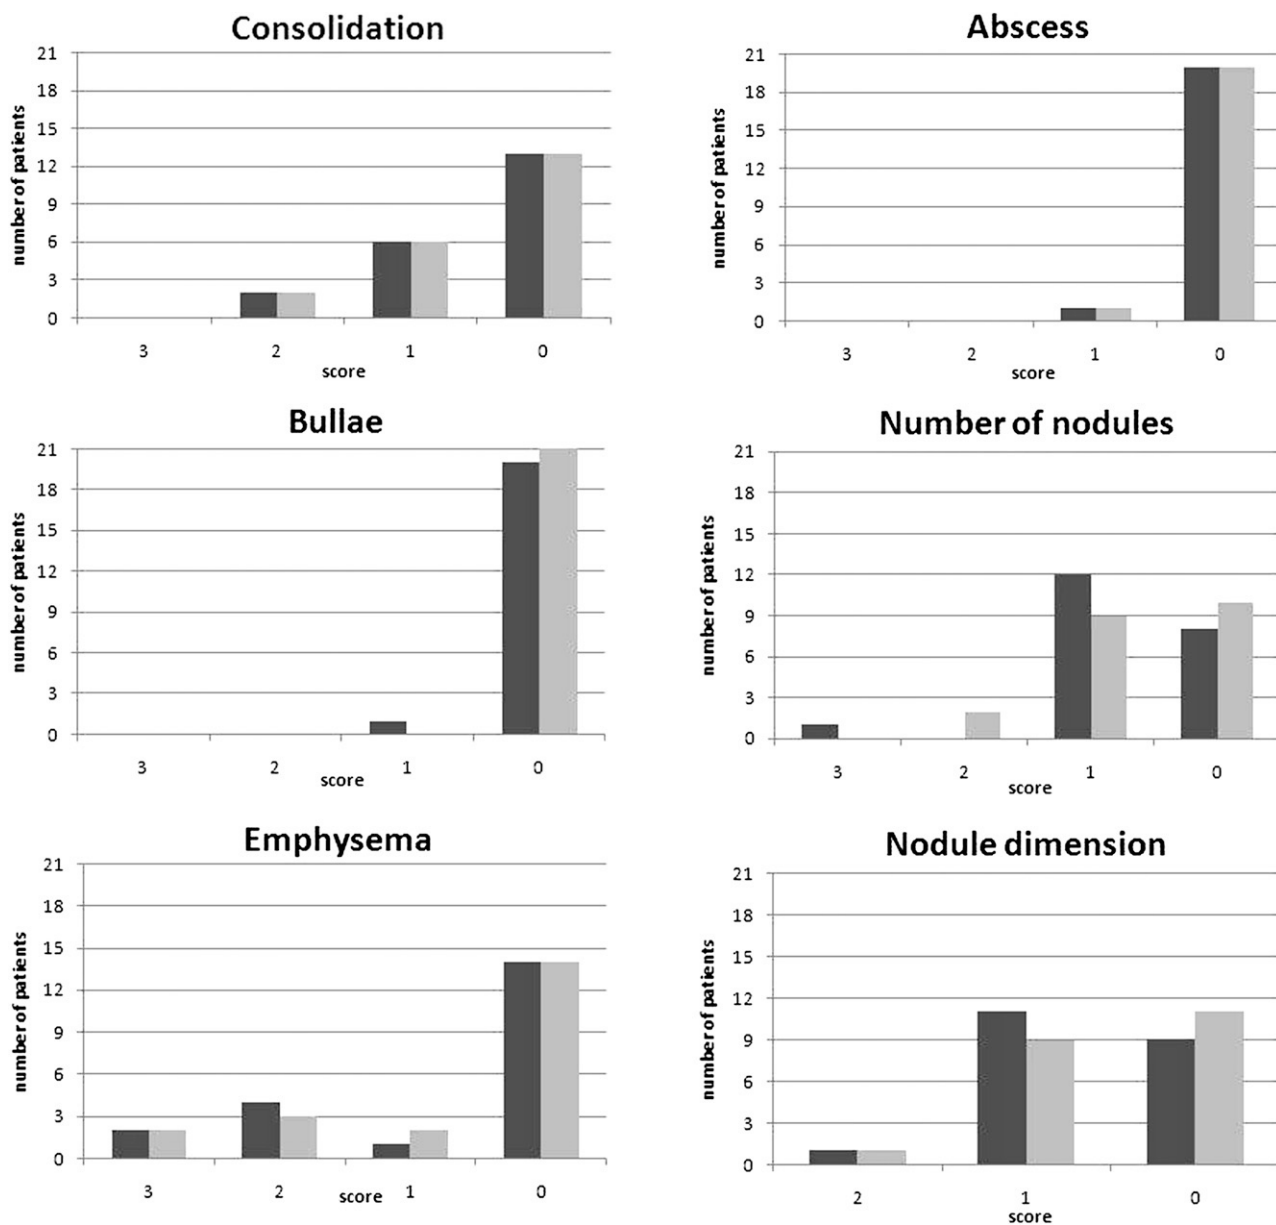 Consolidation
number of patients
21
18
15
12
9
6
3
0
3 2 1 0
score
Abscess
number of patients
21
18
15
12
9
6
3
0
3 2 1 0
score
Bullae
number of patients
21
18
15
12
9
6
3
0
3 2 1 0
score
Number of nodules
number of patients
21
18
15
12
9
6
3
0
3 2 1 0
score
Emphysema
number of patients
21
18
15
12
9
6
3
0
3 2 1 0
score
Nodule dimension
number of patients
21
18
15
12
9
6
3
0
2 1 0
score